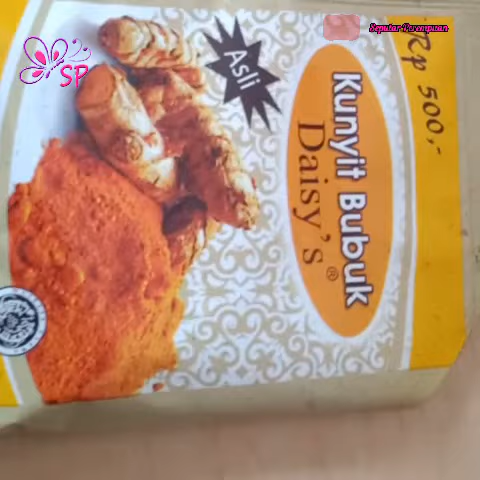 Rp 500,-
Kunyit Bubuk
Daisy's®
Asli
SP
Seputar Perempuan